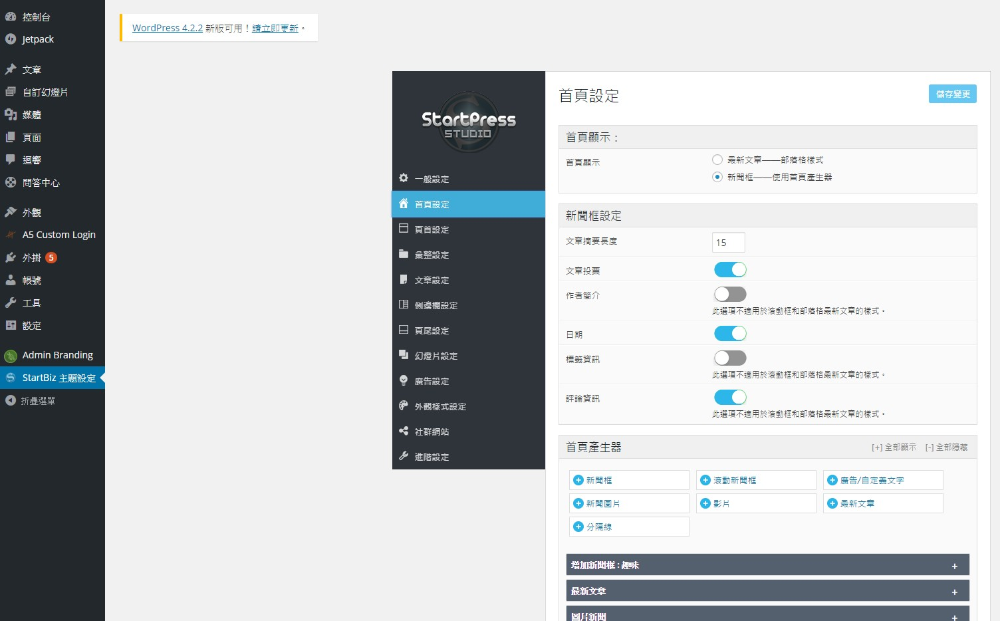 控制台
Jetpack
文章
自訂幻燈片
媒體
頁面
迴響
問答中心
外觀
A5 Custom Login
外掛 5
帳號
工具
設定
Admin Branding
StartBiz 主題設定
折疊選單
WordPress 4.2.2 新版可用！請立即更新。
StartPress
STUDIO
一般設定
首頁設定
頁首設定
彙整設定
文章設定
側邊欄設定
頁尾設定
幻燈片設定
廣告設定
外觀樣式設定
社群網站
進階設定
首頁設定
儲存變更
首頁顯示：
首頁顯示
最新文章——部落格樣式
新聞框——使用首頁產生器
新聞框設定
文章摘要長度
15
文章投票
作者簡介
此選項不適用於滾動框和部落格最新文章的樣式。
日期
標籤資訊
此選項不適用於滾動框和部落格最新文章的樣式。
評論資訊
此選項不適用於滾動框和部落格最新文章的樣式。
首頁產生器
[+] 全部顯示 [-] 全部隱藏
新聞框
滾動新聞框
廣告/自定義文字
新聞圖片
影片
最新文章
分隔線
增加新聞框 : 趣味 +
最新文章 +
圖片新聞 +